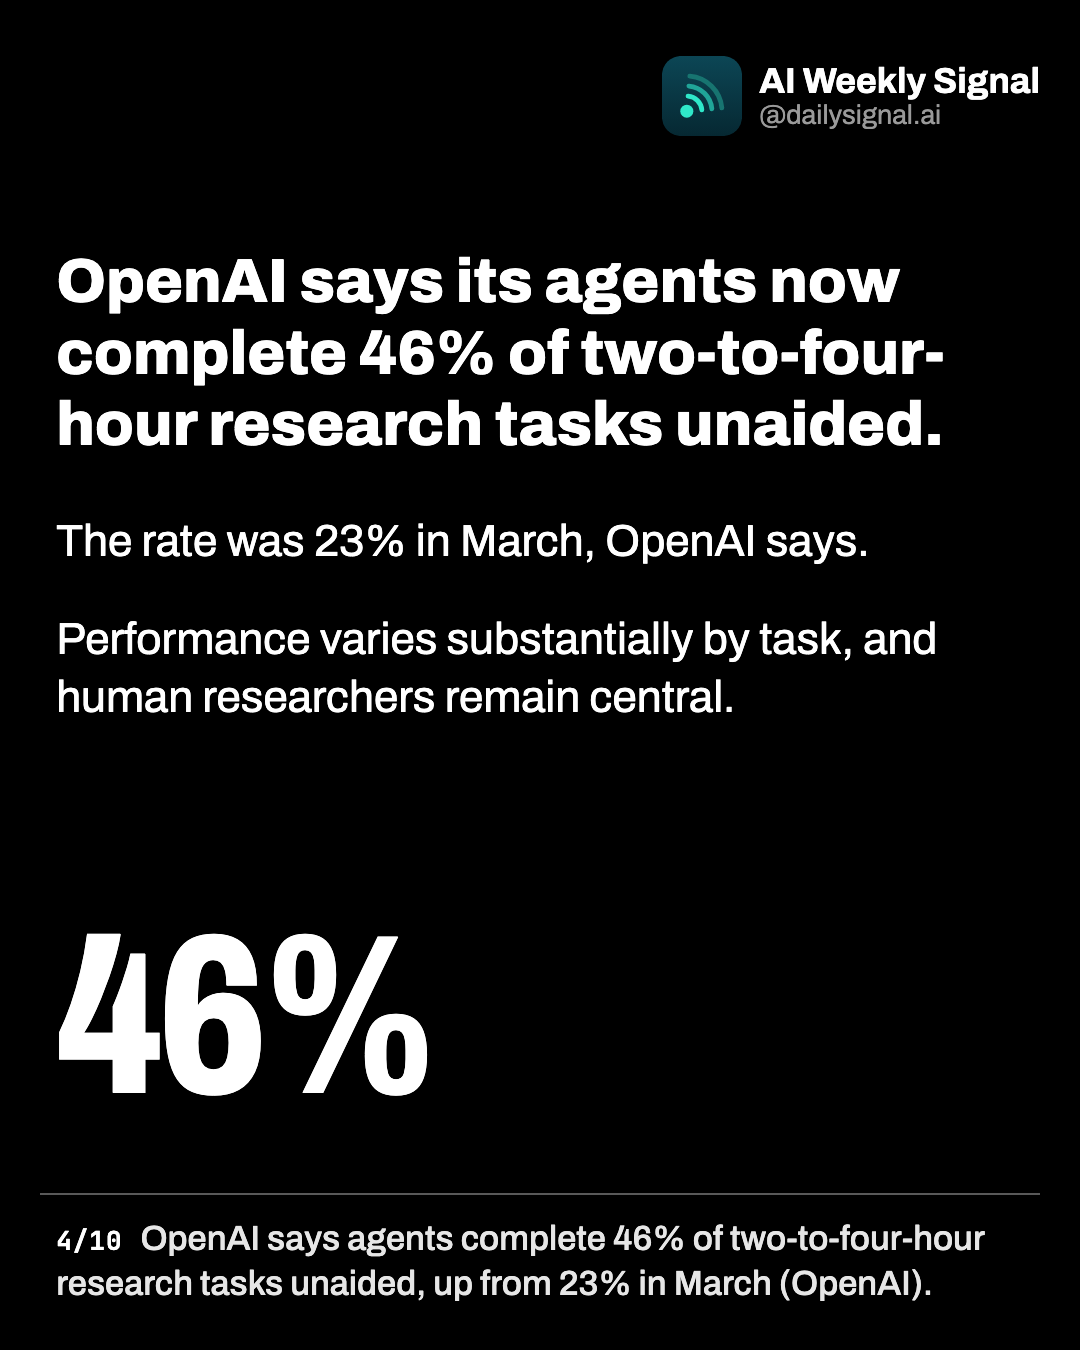 AI Weekly Signal
@dailysignal.ai
OpenAI says its agents now
complete 46% of two-to-four-
hour research tasks unaided.
The rate was 23% in March, OpenAI says.
Performance varies substantially by task, and
human researchers remain central.
46%
4/10 OpenAI says agents complete 46% of two-to-four-hour
research tasks unaided, up from 23% in March (OpenAI).